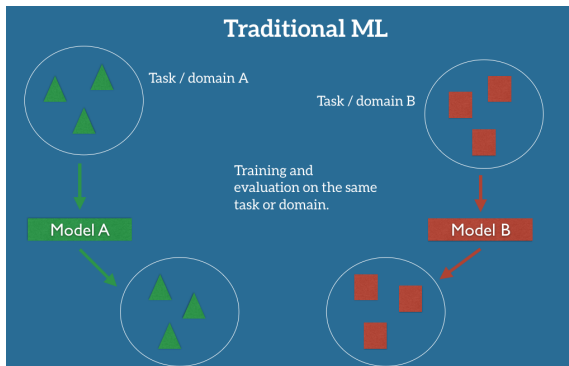 Traditional ML
Task / domain A
Task / domain B
Training and
evaluation on the same
task or domain.
Model A
Model B